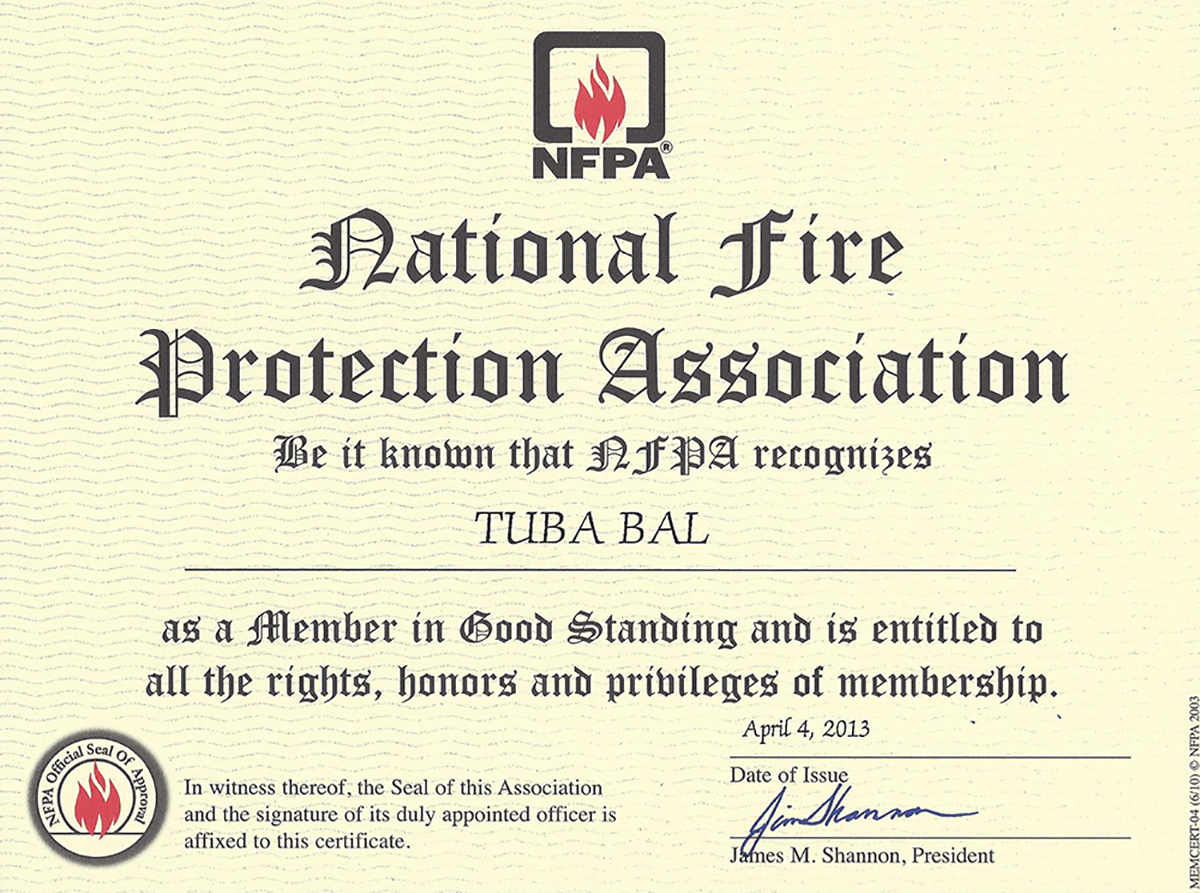 NFPA®
National Fire
Protection Association
Be it known that NFPA recognizes
TUBA BAL
as a Member in Good Standing and is entitled to
all the rights, honors and privileges of membership.
April 4, 2013
Date of Issue
Jim Shannon
James M. Shannon, President
NFPA Official Seal Of Approval
In witness thereof, the Seal of this Association
and the signature of its duly appointed officer is
affixed to this certificate.
MEMCERT-04 (6/10) © NFPA 2003